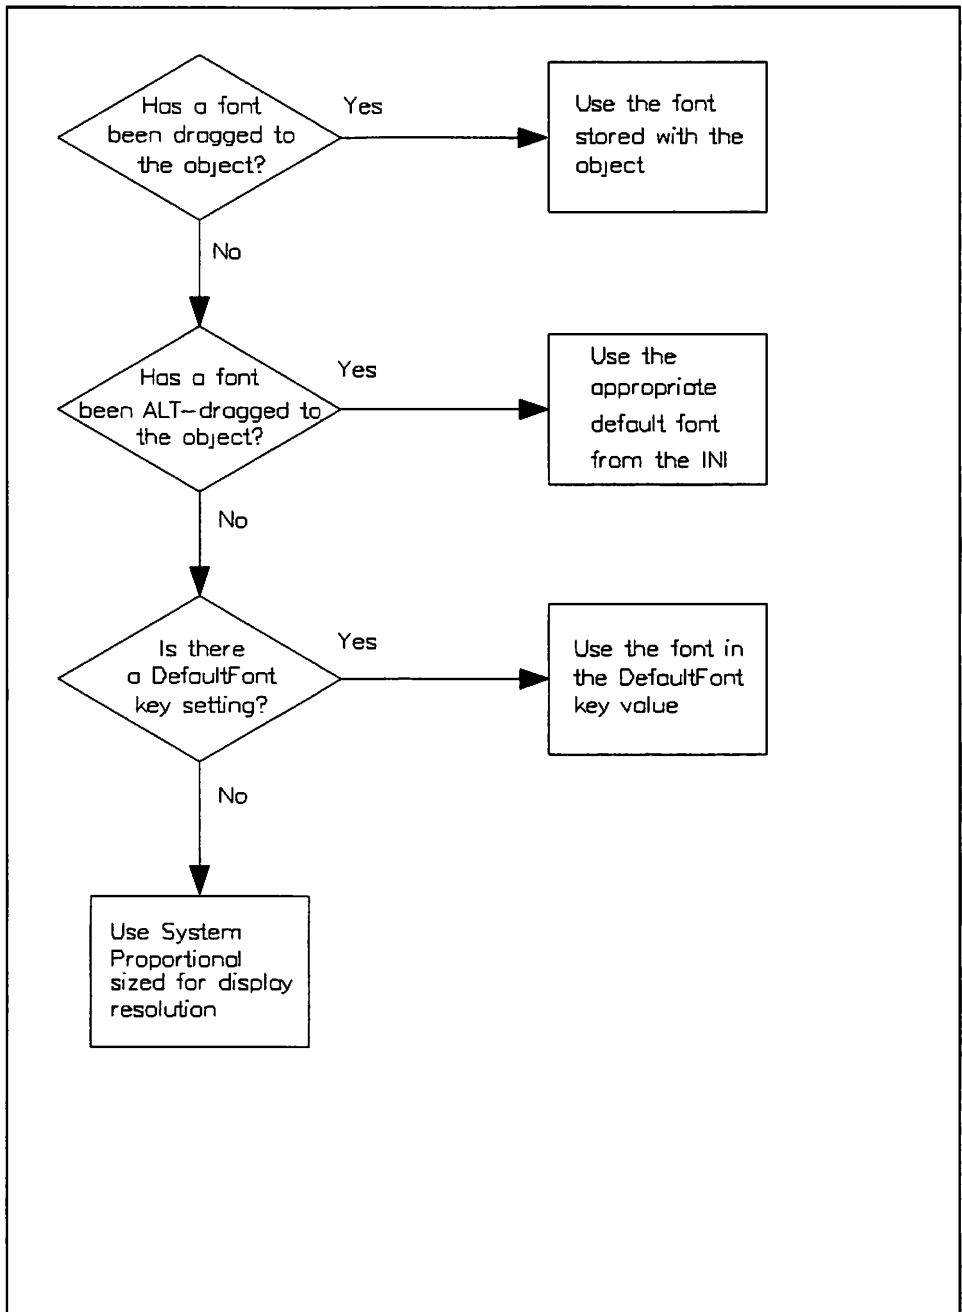 Has a font
been dragged to
the object?
Yes
Use the font
stored with the
object
No
Has a font
been ALT-dragged to
the object?
Yes
Use the
appropriate
default font
from the INI
No
Is there
a DefaultFont
key setting?
Yes
Use the font in
the DefaultFont
key value
No
Use System
Proportional
sized for display
resolution